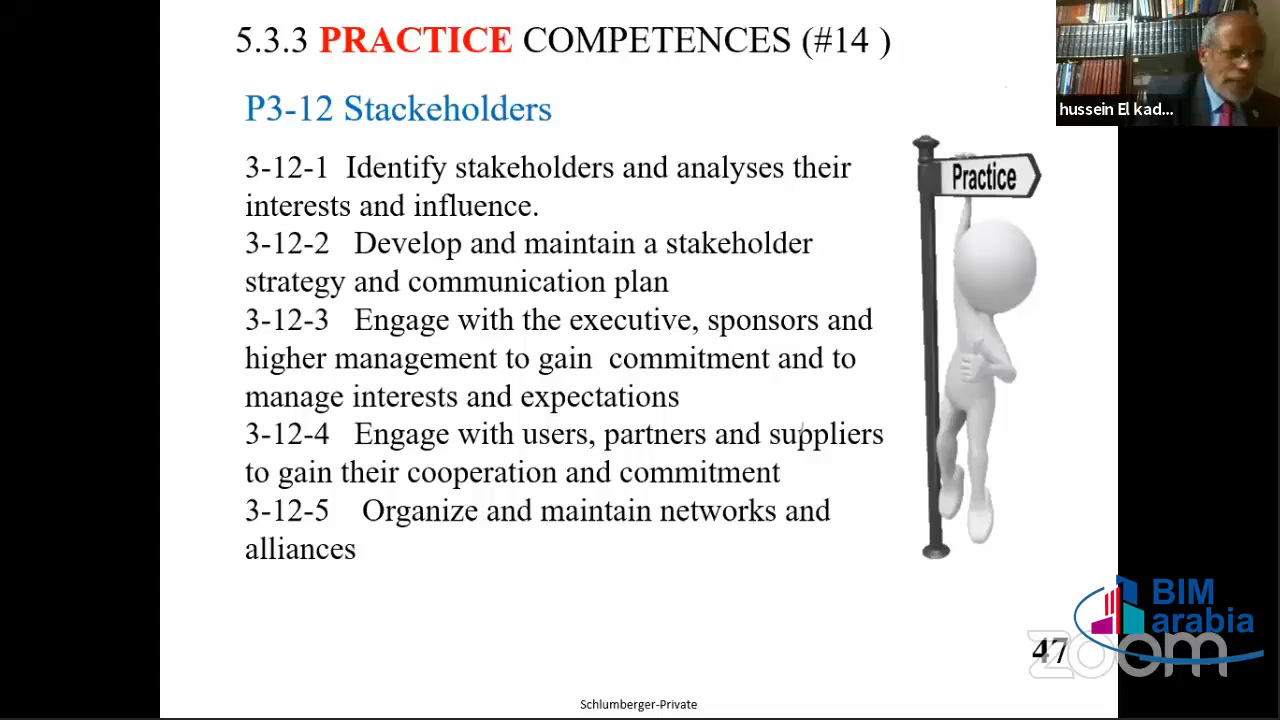 5.3.3 PRACTICE COMPETENCES (#14 )
hussein El kad...
P3-12 Stackeholders
3-12-1 Identify stakeholders and analyses their
interests and influence.
3-12-2 Develop and maintain a stakeholder
strategy and communication plan
3-12-3 Engage with the executive, sponsors and
higher management to gain commitment and to
manage interests and expectations
3-12-4 Engage with users, partners and suppliers
to gain their cooperation and commitment
3-12-5 Organize and maintain networks and
alliances
Practice
BIM
arabia
47
zoom
Schlumberger-Private